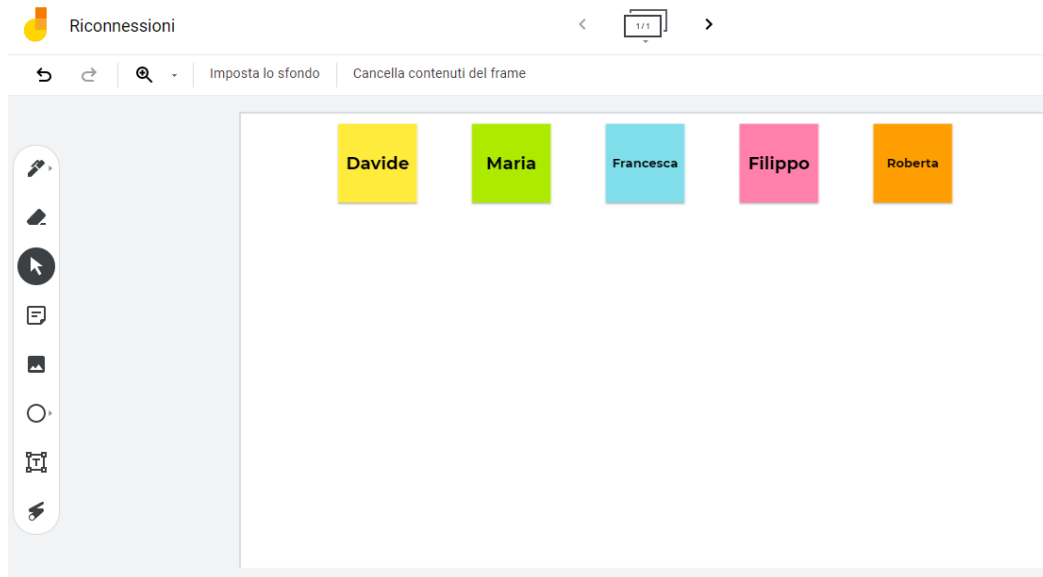 Riconnessioni
1/1
Imposta lo sfondo
Cancella contenuti del frame
Davide
Maria
Francesca
Filippo
Roberta
T